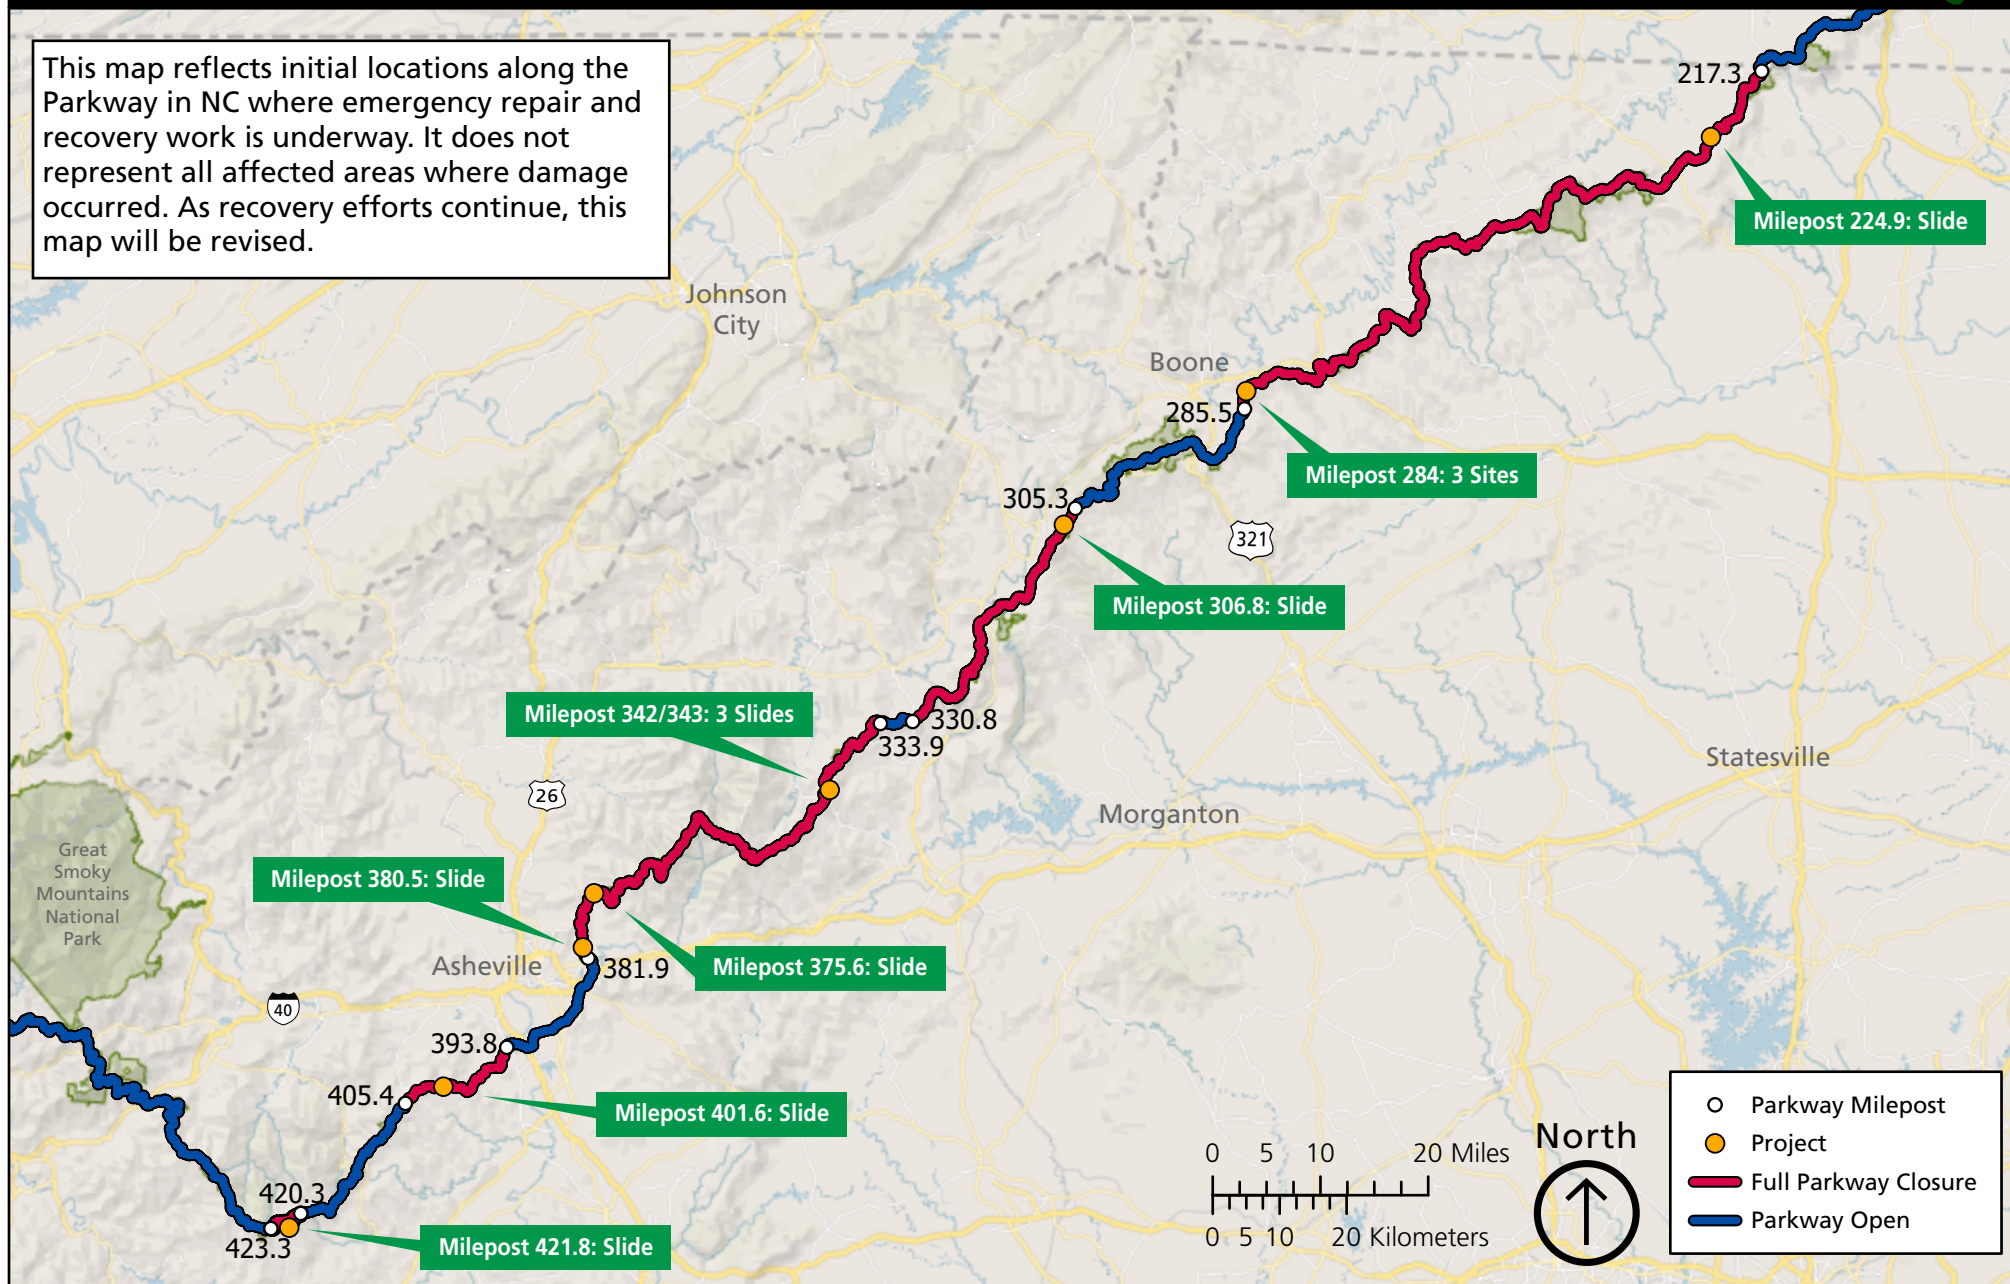 This map reflects initial locations along the
Parkway in NC where emergency repair and
recovery work is underway. It does not
represent all affected areas where damage
occurred. As recovery efforts continue, this
map will be revised.
217.3
Milepost 224.9: Slide
Johnson
City
Boone
285.5
Milepost 284: 3 Sites
305.3
321
Milepost 306.8: Slide
Milepost 342/343: 3 Slides
330.8
333.9
Statesville
26
Morganton
Great
Smoky
Mountains
National
Park
Milepost 380.5: Slide
Asheville
381.9
Milepost 375.6: Slide
40
393.8
405.4
Milepost 401.6: Slide
420.3
423.3
Milepost 421.8: Slide
0 5 10 20 Miles
0 5 10 20 Kilometers
North
Parkway Milepost
Project
Full Parkway Closure
Parkway Open